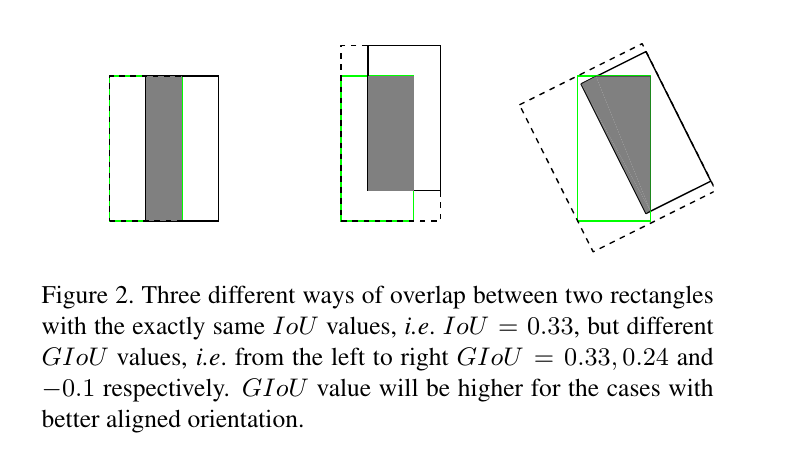 Figure 2. Three different ways of overlap between two rectangles
with the exactly same IoU values, i.e. IoU = 0.33, but different
GIoU values, i.e. from the left to right GIoU = 0.33, 0.24 and
−0.1 respectively. GIoU value will be higher for the cases with
better aligned orientation.